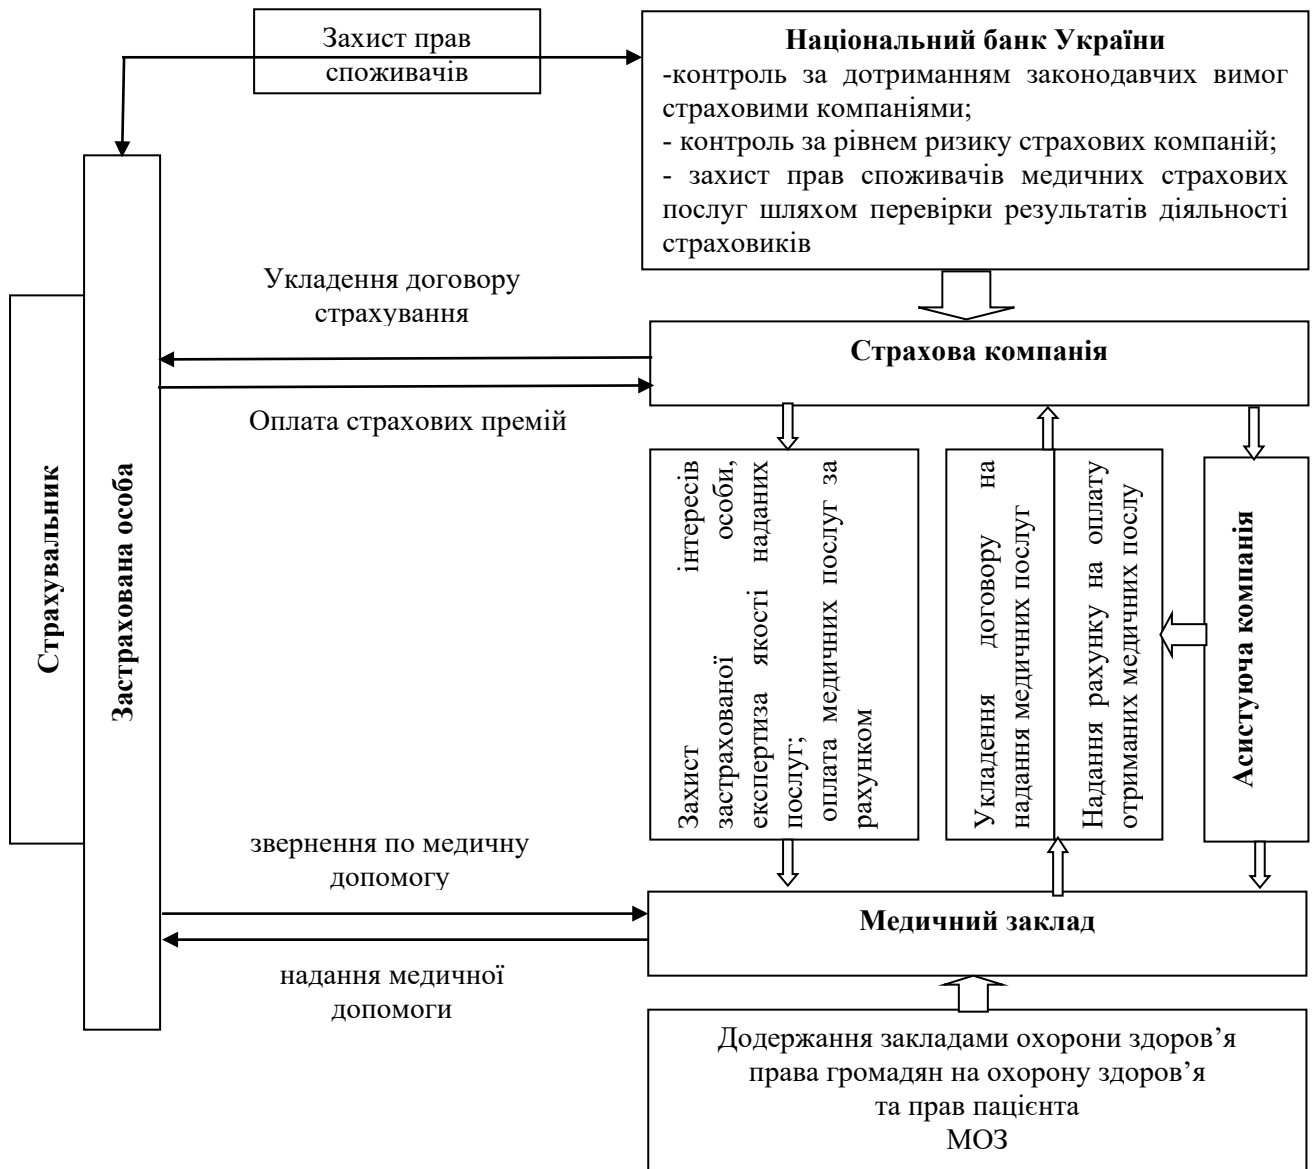 Захист прав
споживачів
Національний банк України
-контроль за дотриманням законодавчих вимог
страховими компаніями;
- контроль за рівнем ризику страхових компаній;
- захист прав споживачів медичних страхових
послуг шляхом перевірки результатів діяльності
страховиків
Укладення договору
страхування
Страхова компанія
Оплата страхових премій
Страхувальник
Застрахована особа
Захист інтересів
застрахованої особи,
експертиза якості наданих
послуг;
оплата медичних послуг за
рахунком
Укладення договору на
надання медичних послуг
Надання рахунку на оплату
отриманих медичних послу
Асистуюча компанія
звернення по медичну
допомогу
Медичний заклад
надання медичної
допомоги
Додержання закладами охорони здоров’я
права громадян на охорону здоров’я
та прав пацієнта
МОЗ